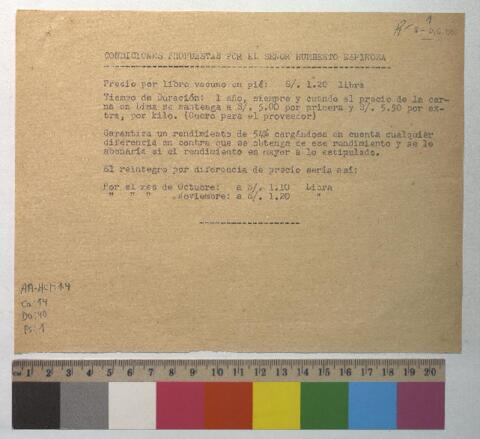 CONDICIONES PROPUESTAS POR EL SEÑOR HUMBERTO ESPINOZA
Precio por libra vacuno en pié: S/. 1.20 libra
Tiempo de Duración: 1 año, siempre y cuando el precio de la car-
ne en Lima se mantenga a S/. 5.00 por primera y S/. 5.50 por ex-
tra, por kilo. (Cuero para el proveedor)
Garantiza un rendimiento de 54% cargándose en cuenta cualquier
diferencia en contra que se obtenga de ese rendimiento y se le
abonaría si el rendimiento es mayor a lo estipulado.
El reintegro por diferencia de precio sería así:
Por el mes de Octubre: a S/. 1.10 Libra
" " " Noviembre: a S/. 1.20 "
AA-HCH-14
Ca: 14
Do: 40
Ps: 1
cm 1 2 3 4 5 6 7 8 9 10 11 12 13 14 15 16 17 18 19 20